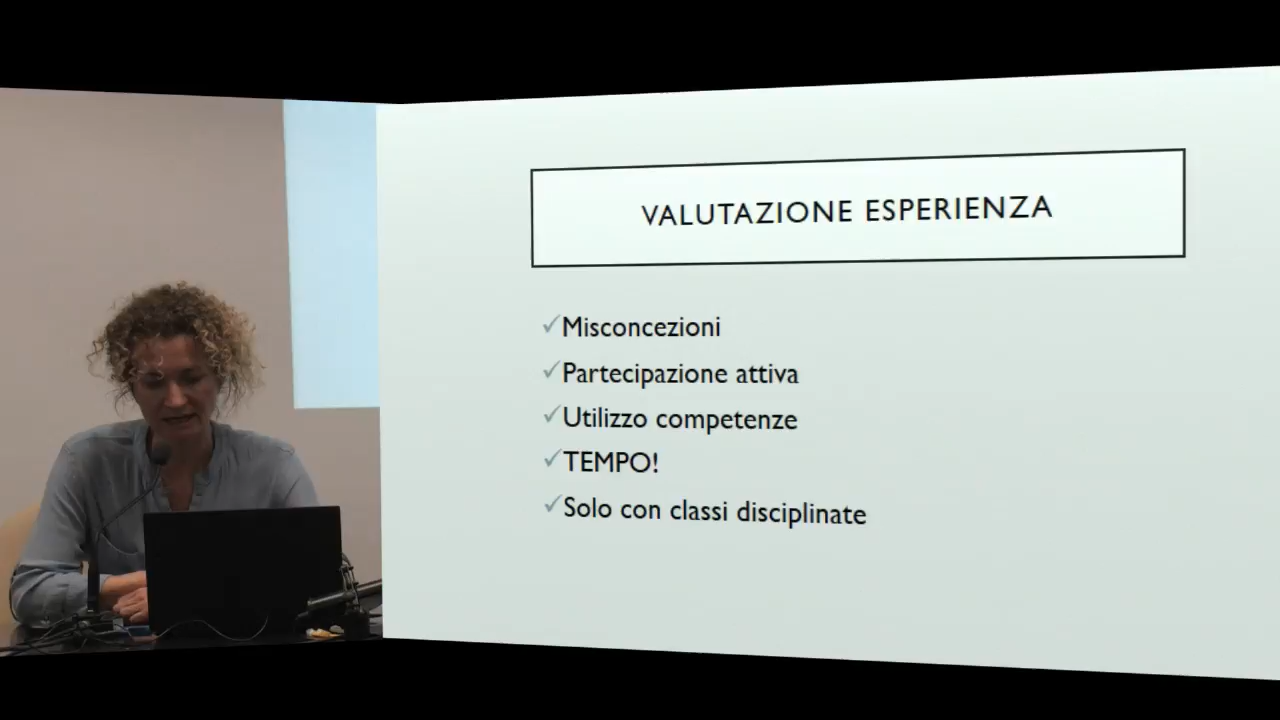 VALUTAZIONE ESPERIENZA
Misconcezioni
Partecipazione attiva
Utilizzo competenze
TEMPO!
Solo con classi disciplinate